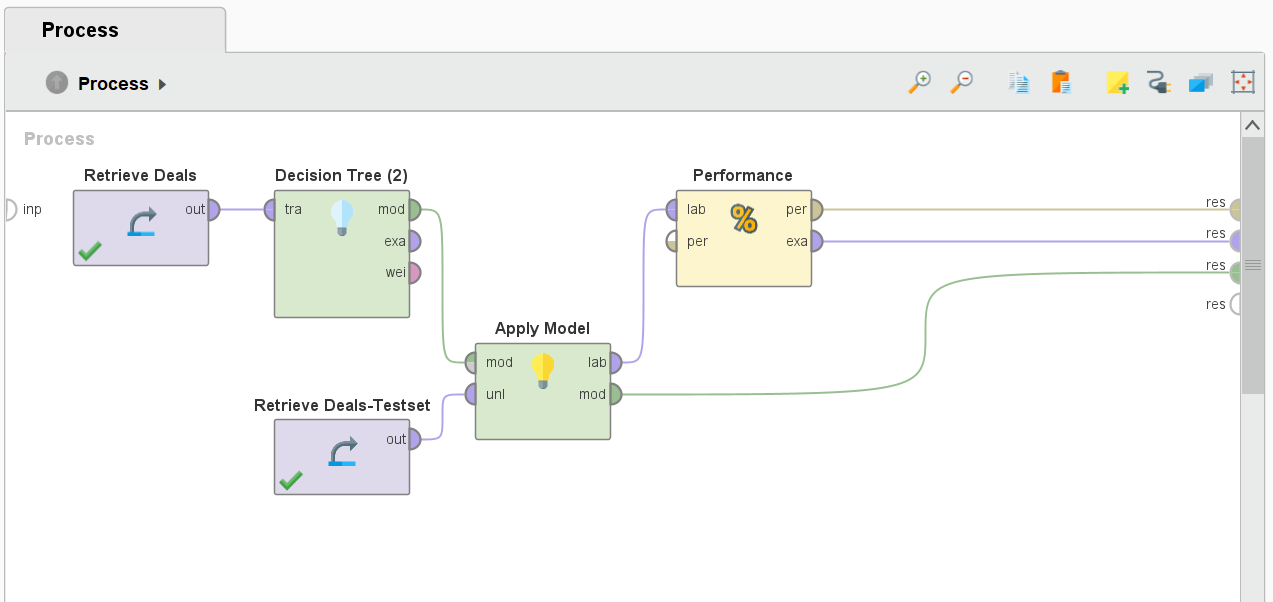 Process
Process
Process
Retrieve Deals
Decision Tree (2)
Performance
inp
out
tra
mod
lab
per
res
exa
per
exa
res
wei
res
res
Apply Model
mod
lab
unl
mod
Retrieve Deals-Testset
out
%